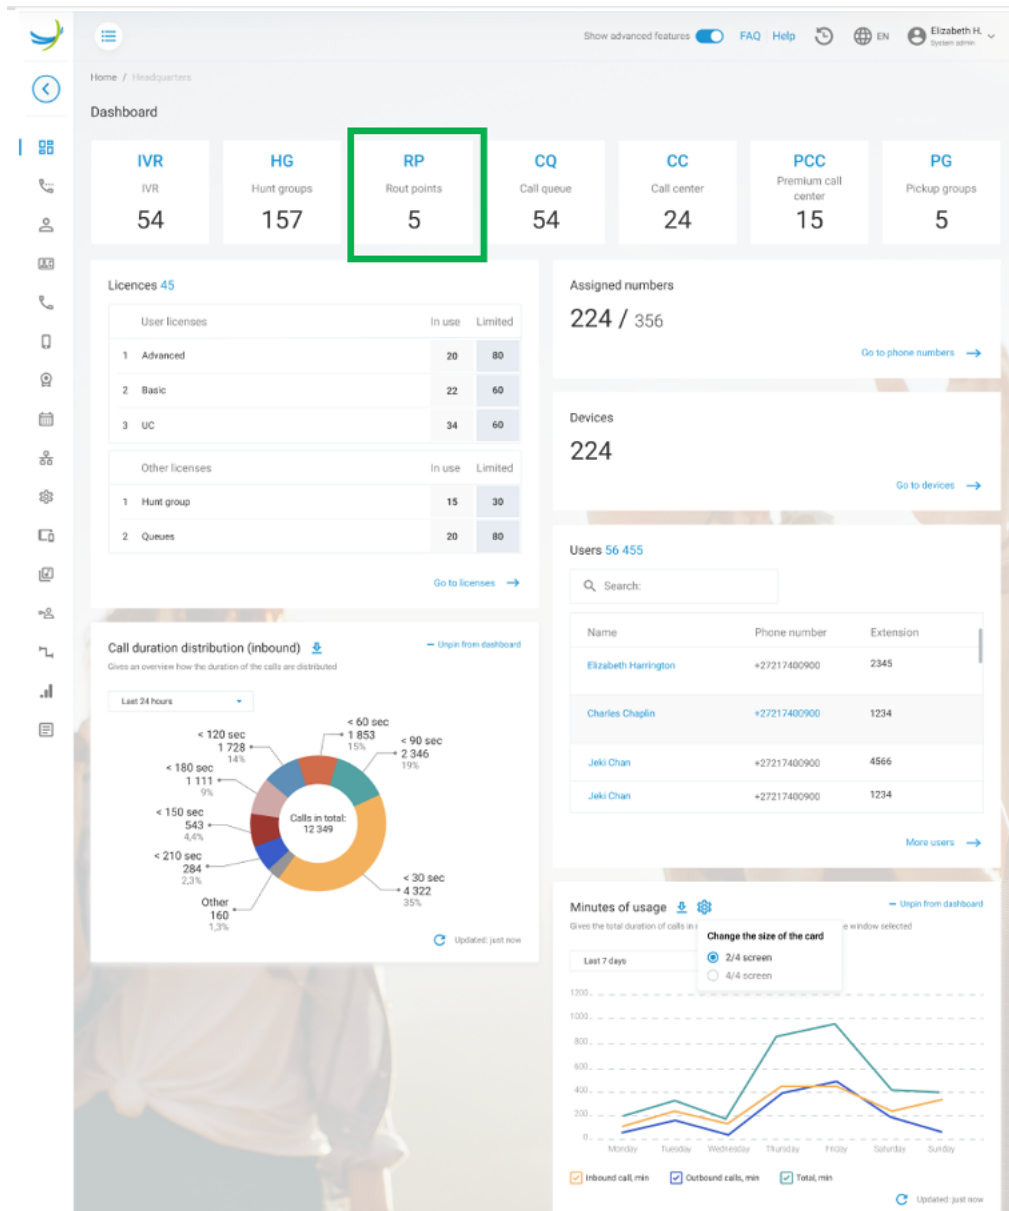 Show advanced features FAQ Help EN Elizabeth H.
System admin
Home / Headquarters
Dashboard
IVR
IVR
54
HG
Hunt groups
157
RP
Rout points
5
CQ
Call queue
54
CC
Call center
24
PCC
Premium call
center
15
PG
Pickup groups
5
Licences 45
User licenses In use Limited
1 Advanced 20 80
2 Basic 22 60
3 UC 34 60
Other licenses In use Limited
1 Hunt group 15 30
2 Queues 20 80
Go to licenses
Assigned numbers
224 / 356
Go to phone numbers
Devices
224
Go to devices
Users 56 455
Search:
Name Phone number Extension
Elizabeth Harrington +27217400900 2345
Charles Chaplin +27217400900 1234
Jeki Chan +27217400900 4566
Jeki Chan +27217400900 1234
More users
Call duration distribution (inbound) Unpin from dashboard
Gives an overview how the duration of the calls are distributed
Last 24 hours
< 60 sec
1 853
15%
< 90 sec
2 346
19%
< 120 sec
1 728
14%
< 180 sec
1 111
9%
< 150 sec
543
4,4%
< 210 sec
284
2,3%
Other
160
1,3%
< 30 sec
4 322
35%
Calls in total:
12 349
Updated: just now
Minutes of usage Unpin from dashboard
Gives the total duration of calls in e window selected
Change the size of the card
2/4 screen
4/4 screen
Last 7 days
1200
1000
800
600
400
200
0
Monday Tuesday Wednesday Thursday Friday Saturday Sunday
Inbound call, min Outbound calls, min Total, min
Updated: just now